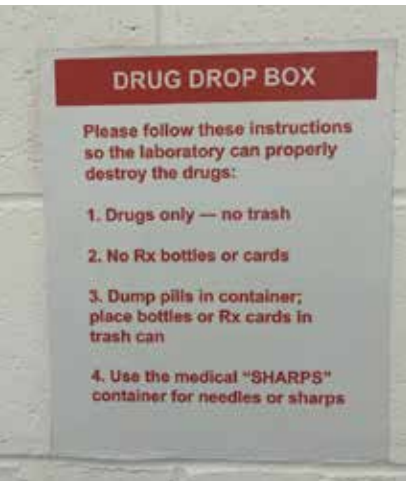 DRUG DROP BOX
Please follow these instructions
so the laboratory can properly
destroy the drugs:
1. Drugs only — no trash
2. No Rx bottles or cards
3. Dump pills in container;
place bottles or Rx cards in
trash can
4. Use the medical “SHARPS”
container for needles or sharps